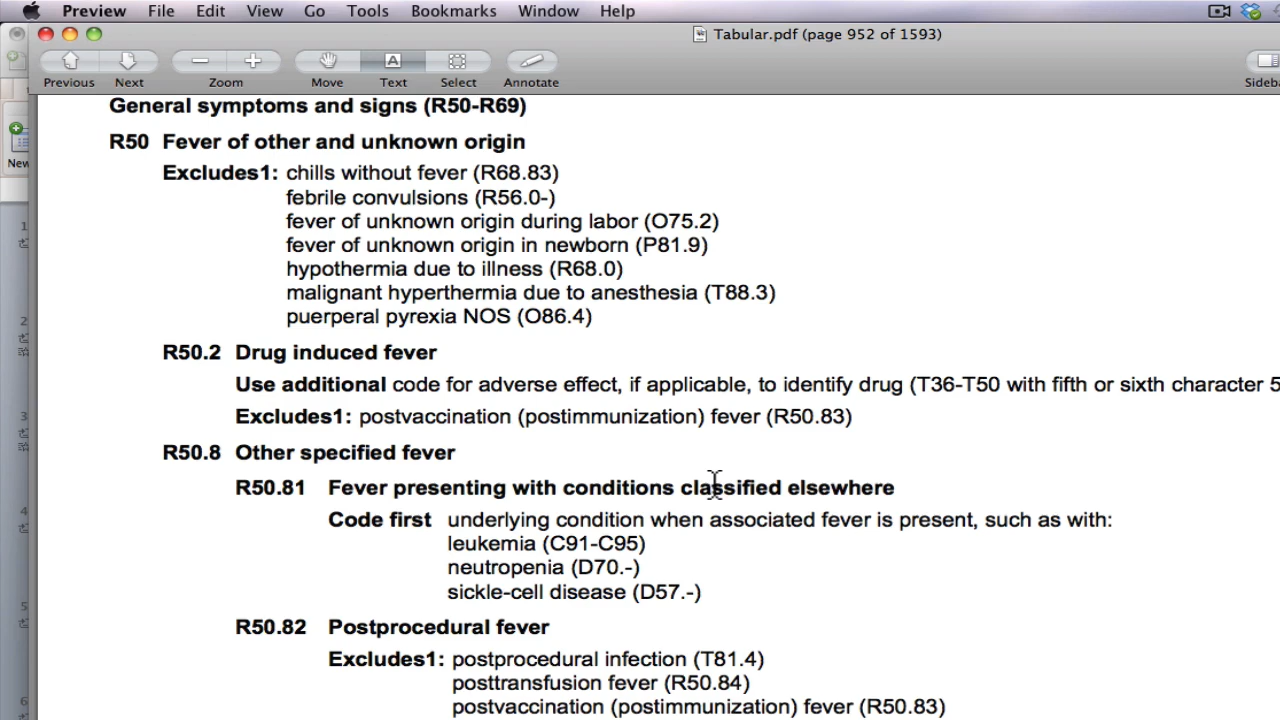 Preview File Edit View Go Tools Bookmarks Window Help
Tabular.pdf (page 952 of 1593)
Previous Next Zoom Move Text Select Annotate
New
General symptoms and signs (R50-R69)
R50 Fever of other and unknown origin
Excludes1: chills without fever (R68.83)
febrile convulsions (R56.0-)
fever of unknown origin during labor (O75.2)
fever of unknown origin in newborn (P81.9)
hypothermia due to illness (R68.0)
malignant hyperthermia due to anesthesia (T88.3)
puerperal pyrexia NOS (O86.4)
R50.2 Drug induced fever
Use additional code for adverse effect, if applicable, to identify drug (T36-T50 with fifth or sixth character 5
Excludes1: postvaccination (postimmunization) fever (R50.83)
R50.8 Other specified fever
R50.81 Fever presenting with conditions classified elsewhere
Code first underlying condition when associated fever is present, such as with:
leukemia (C91-C95)
neutropenia (D70.-)
sickle-cell disease (D57.-)
R50.82 Postprocedural fever
Excludes1: postprocedural infection (T81.4)
posttransfusion fever (R50.84)
postvaccination (postimmunization) fever (R50.83)
1
2
3
4
5
6